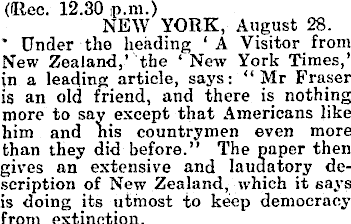 (Rec. 12.30 p.m.)
NEW YORK, August 28.
Under the heading ‘ A Visitor from
New Zealand,’ the ‘ New York Times,’
in a leading article, says: “ Mr Fraser
is an old friend, and there is nothing
more to say except that Americans like
him and his countrymen even more
than they did before.” The paper then
gives an extensive and laudatory de-
scription of New Zealand, which it says
is doing its utmost to keep democracy
from extinction.